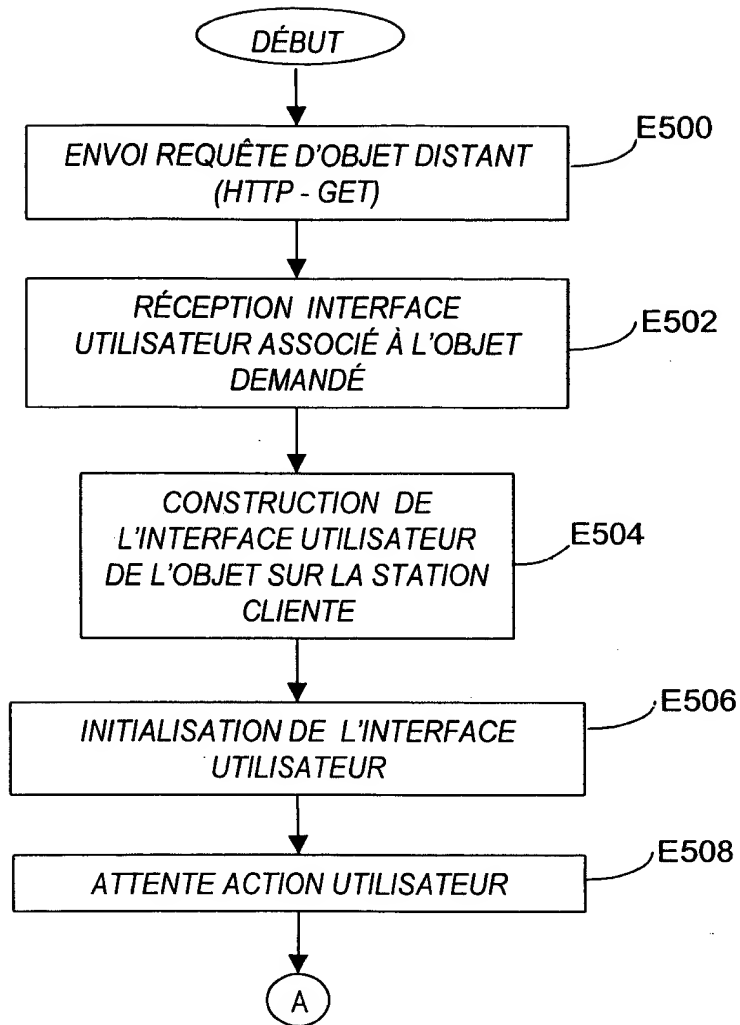 DÉBUT
E500
ENVOI REQUÊTE D'OBJET DISTANT
(HTTP - GET)
RÉCEPTION INTERFACE
UTILISATEUR ASSOCIÉ À L'OBJET
DEMANDÉ
E502
CONSTRUCTION DE
L'INTERFACE UTILISATEUR
DE L'OBJET SUR LA STATION
CLIENTE
E504
E506
INITIALISATION DE L'INTERFACE
UTILISATEUR
E508
ATTENTE ACTION UTILISATEUR
A